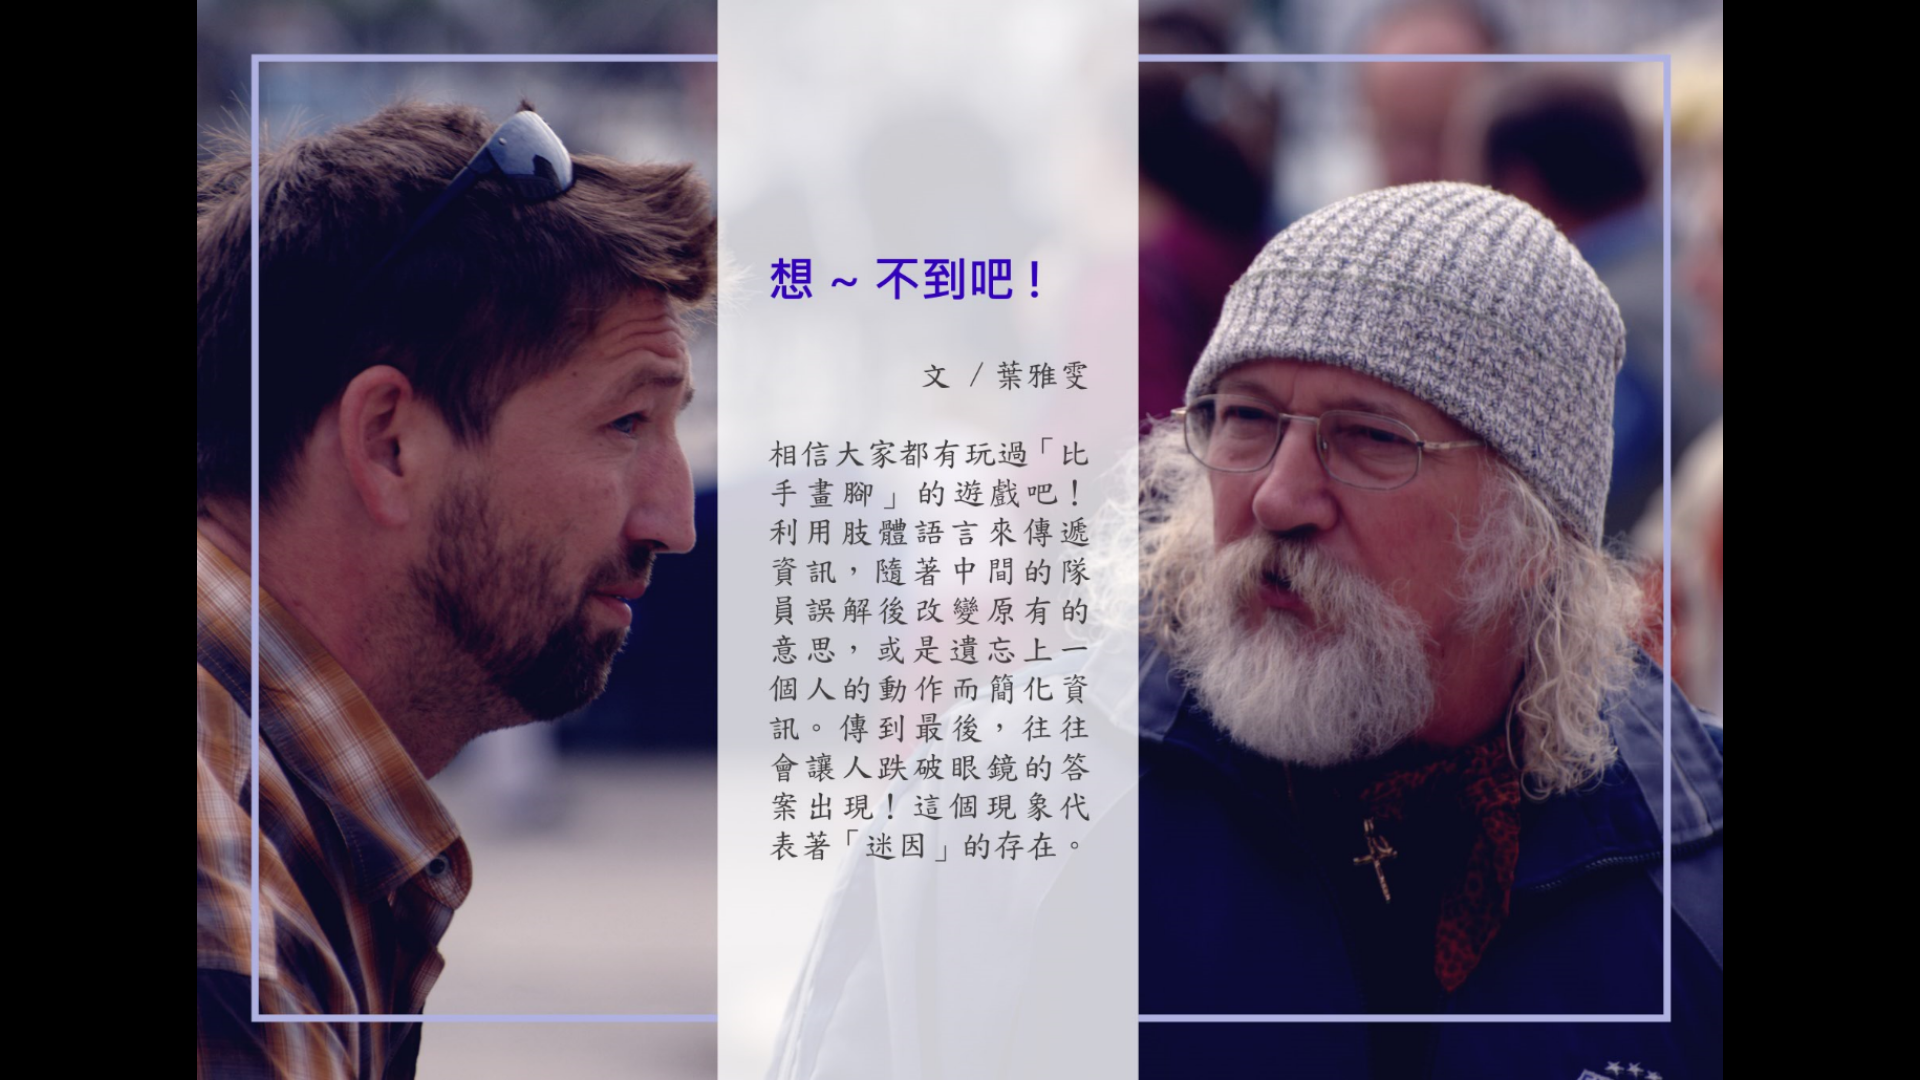 想 ~ 不到吧！
文 / 葉雅雯
相信大家都有玩過「比
手畫腳」的遊戲吧！
利用肢體語言來傳遞
資訊，隨著中間的隊
員誤解後改變原有的
意思，或是遺忘上一
個人的動作而簡化資
訊。傳到最後，往往
會讓人跌破眼鏡的答
案出現！這個現象代
表著「迷因」的存在。